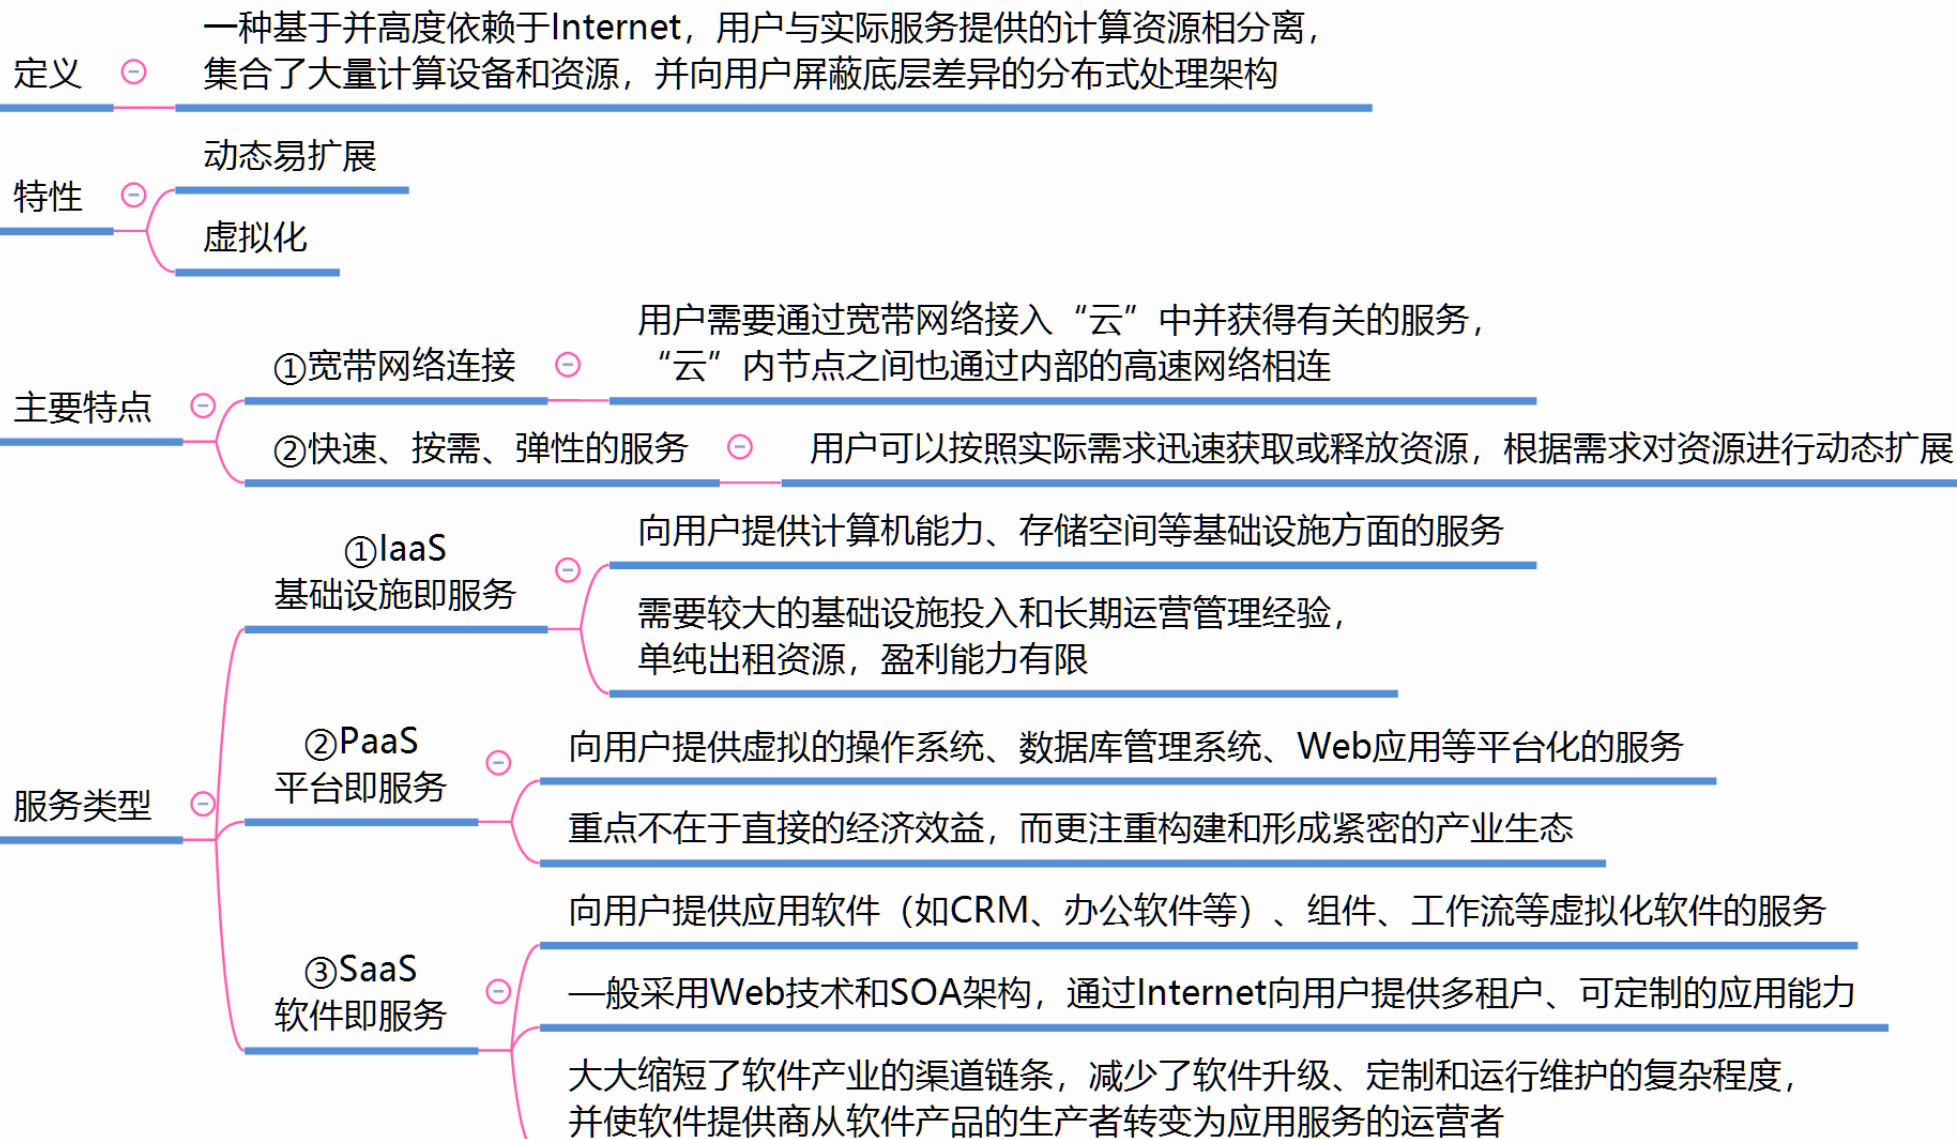 定义
一种基于并高度依赖于Internet，用户与实际服务提供的计算资源相分离，
集合了大量计算设备和资源，并向用户屏蔽底层差异的分布式处理架构
特性
动态易扩展
虚拟化
主要特点
①宽带网络连接
用户需要通过宽带网络接入“云”中并获得有关的服务，
“云”内节点之间也通过内部的高速网络相连
②快速、按需、弹性的服务
用户可以按照实际需求迅速获取或释放资源，根据需求对资源进行动态扩展
服务类型
①IaaS
基础设施即服务
向用户提供计算机能力、存储空间等基础设施方面的服务
需要较大的基础设施投入和长期运营管理经验，
单纯出租资源，盈利能力有限
②PaaS
平台即服务
向用户提供虚拟的操作系统、数据库管理系统、Web应用等平台化的服务
重点不在于直接的经济效益，而更注重构建和形成紧密的产业生态
③SaaS
软件即服务
向用户提供应用软件（如CRM、办公软件等）、组件、工作流等虚拟化软件的服务
一般采用Web技术和SOA架构，通过Internet向用户提供多租户、可定制的应用能力
大大缩短了软件产业的渠道链条，减少了软件升级、定制和运行维护的复杂程度，
并使软件提供商从软件产品的生产者转变为应用服务的运营者